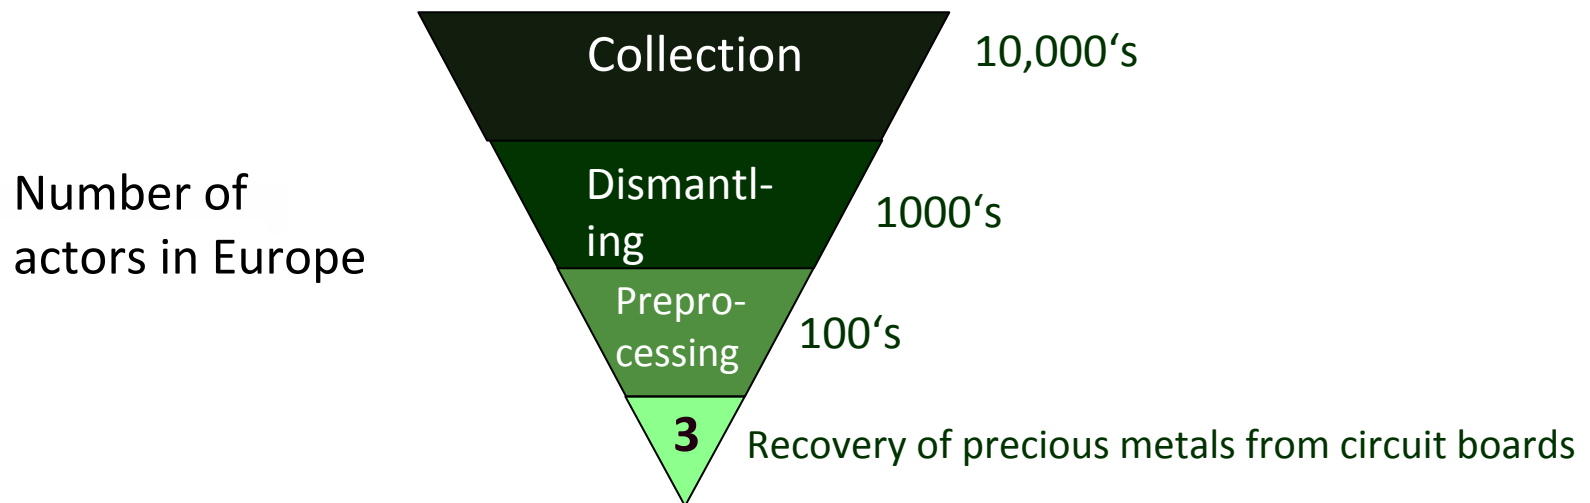 Collection
10,000‘s
Number of
actors in Europe
Dismantl-
ing
1000‘s
Prepro-
cessing
100‘s
3
Recovery of precious metals from circuit boards